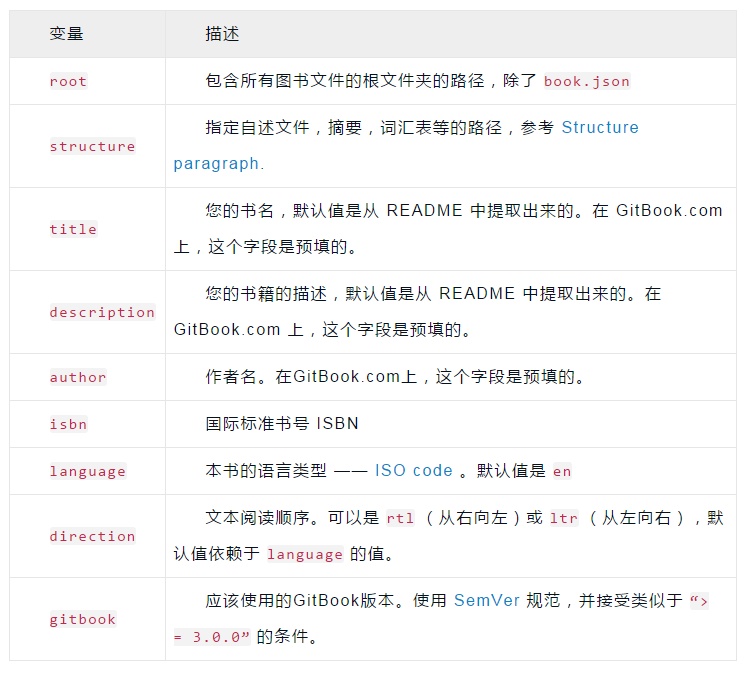 变量 描述
root 包含所有图书文件的根文件夹的路径，除了 book.json
指定自述文件，摘要，词汇表等的路径，参考 Structure
structure
paragraph.
您的书名，默认值是从 README 中提取出来的。在 GitBook.com
title
上，这个字段是预填的。
您的书籍的描述，默认值是从 README 中提取出来的。在
description
GitBook.com 上，这个字段是预填的。
author 作者名。在GitBook.com上，这个字段是预填的。
isbn 国际标准书号 ISBN
language 本书的语言类型 —— ISO code 。默认值是 en
文本阅读顺序。可以是 rtl （从右向左）或 ltr （从左向右），默
direction
认值依赖于 language 的值。
应该使用的GitBook版本。使用 SemVer 规范，并接受类似于 “>
gitbook
= 3.0.0” 的条件。